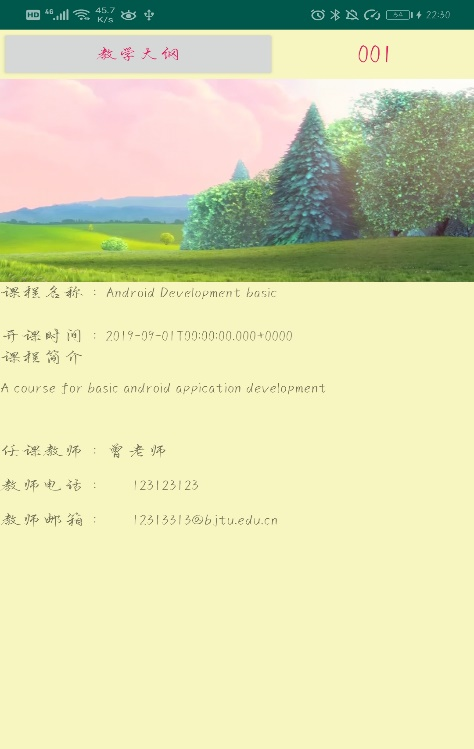 HD 4G 45.7 K/s 54 22:30
教学大纲 001
课程名称：Android Development basic
开课时间：2019-09-01T00:00:00.000+0000
课程简介
A course for basic android appication development
任课教师：曾老师
教师电话： 123123123
教师邮箱： 12313313@bjtu.edu.cn